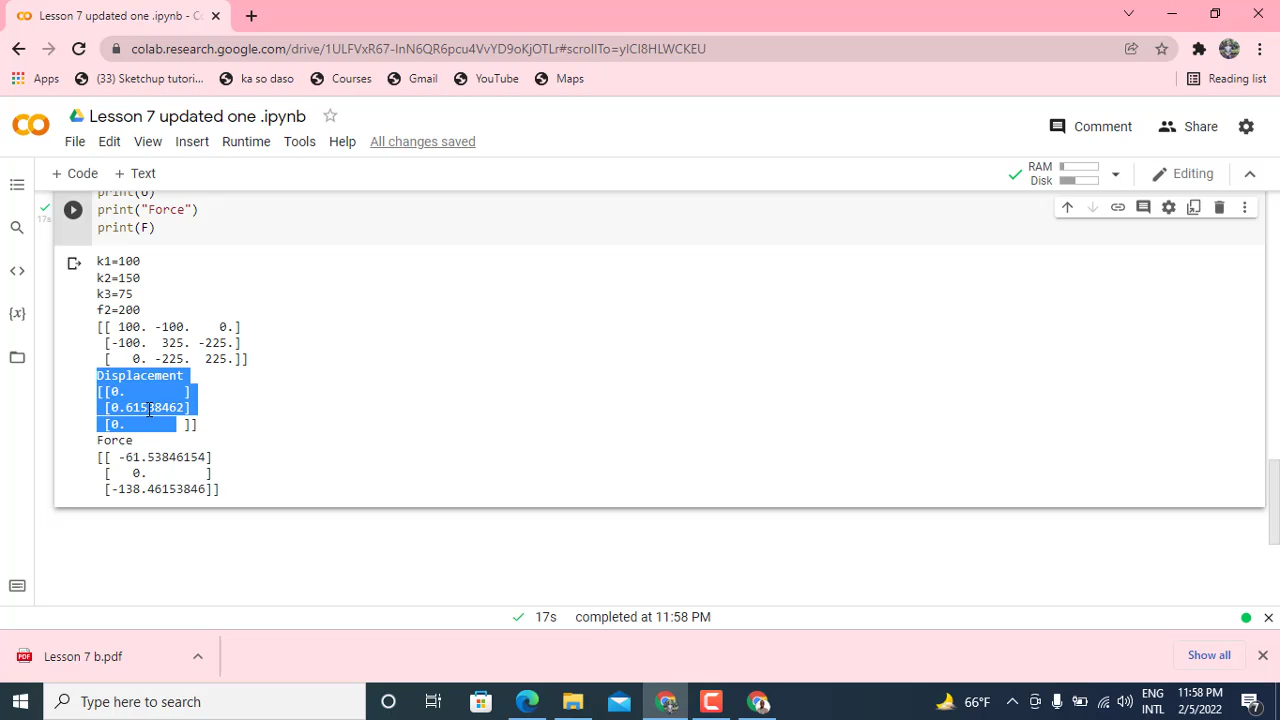 Lesson 7 updated one .ipynb - Co
colab.research.google.com/drive/1ULFVxR67-InN6QR6pcu4VvYD9oKjOTLr#scrollTo=yICI8HLWCKEU
Apps
(33) Sketchup tutori...
ka so daso
Courses
Gmail
YouTube
Maps
Reading list
Lesson 7 updated one .ipynb
File Edit View Insert Runtime Tools Help All changes saved
Comment
Share
+ Code + Text
RAM
Disk
Editing
17s
print("Force")
print(F)
k1=100
k2=150
k3=75
f2=200
[[ 100. -100. 0.]
[-100. 325. -225.]
[ 0. -225. 225.]]
Displacement
[[0. ]
[0.61538462]
[0. ]]
Force
[[ -61.53846154]
[ 0. ]
[-138.46153846]]
17s completed at 11:58 PM
Lesson 7 b.pdf
Show all
Type here to search
66°F
ENG
INTL
11:58 PM
2/5/2022
7